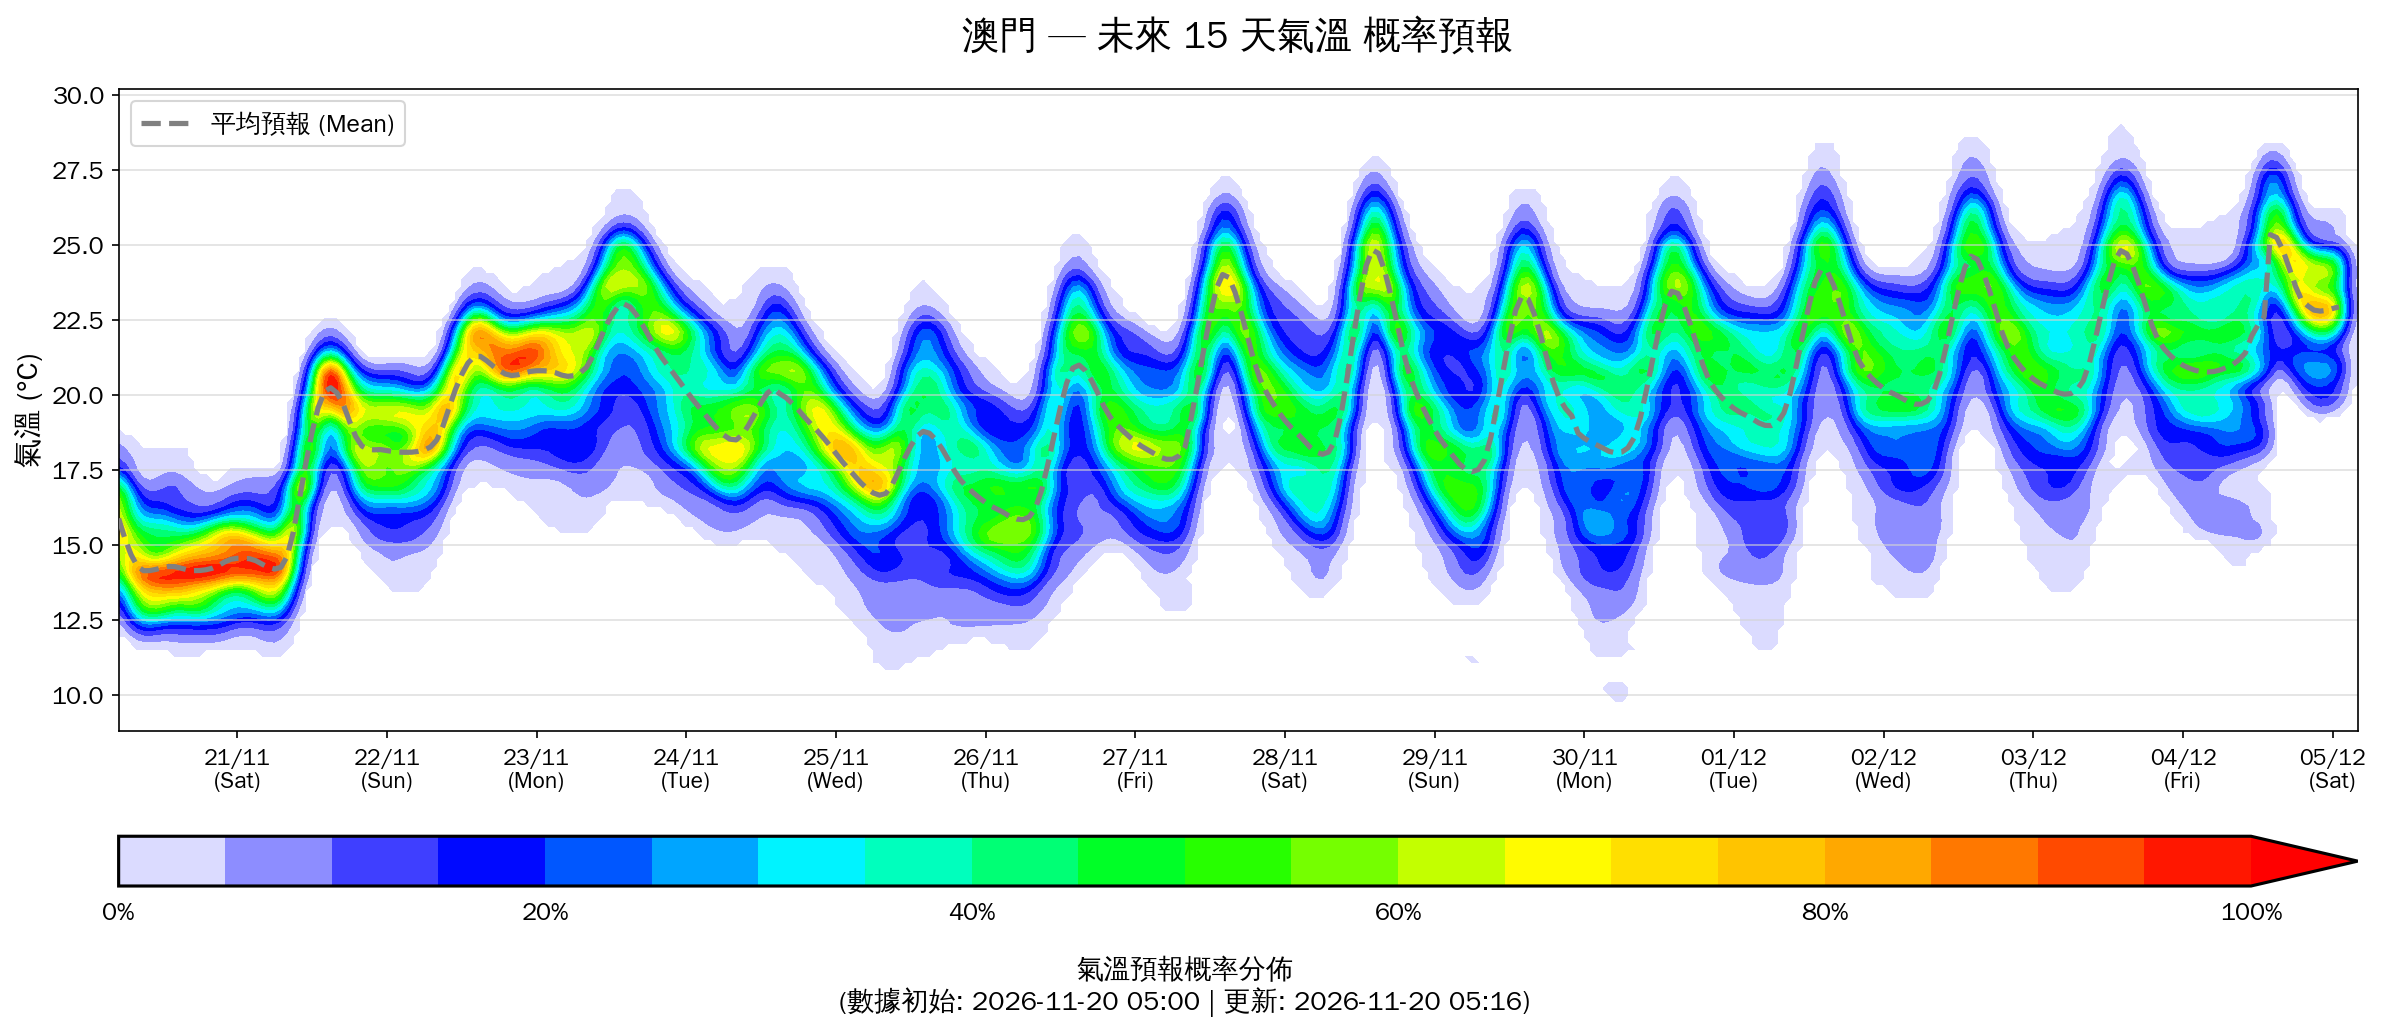 澳門 — 未來 15 天氣溫 概率預報
30.0
27.5
25.0
22.5
20.0
17.5
15.0
12.5
10.0
氣溫 (°C)
平均預報 (Mean)
21/11
(Sat)
22/11
(Sun)
23/11
(Mon)
24/11
(Tue)
25/11
(Wed)
26/11
(Thu)
27/11
(Fri)
28/11
(Sat)
29/11
(Sun)
30/11
(Mon)
01/12
(Tue)
02/12
(Wed)
03/12
(Thu)
04/12
(Fri)
05/12
(Sat)
0%
20%
40%
60%
80%
100%
氣溫預報概率分佈
(數據初始: 2026-11-20 05:00 | 更新: 2026-11-20 05:16)